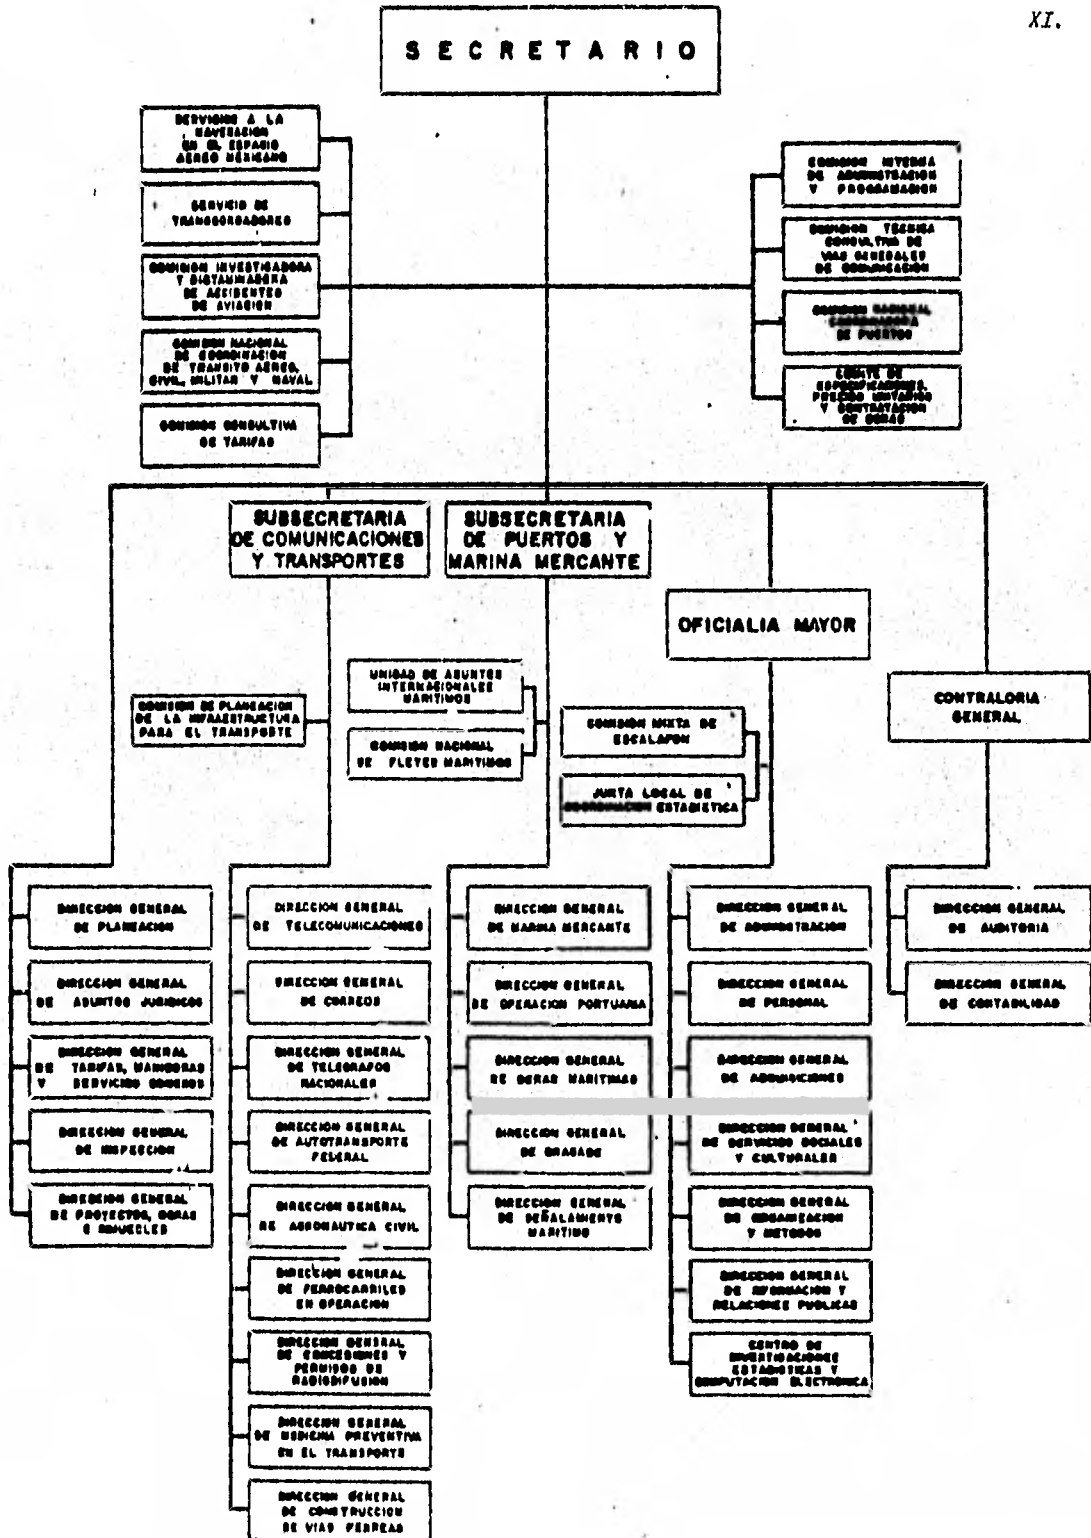 XI.
SECRETARIO
SERVICIOS A LA
NAVEGACION
EN EL ESPACIO
AEREO MEXICANO
SERVICIO DE
TRANSBORDADORES
COMISION INVESTIGADORA
Y DICTAMINADORA
DE ACCIDENTES
DE AVIACION
COMISION NACIONAL
DE COORDINACION
DE TRANSITO AEREO,
CIVIL, MILITAR Y NAVAL
COMISION CONSULTIVA
DE TARIFAS
COMISION INTERNA
DE ADMINISTRACION
Y PROGRAMACION
COMISION TECNICA
CONSULTIVA DE
VIAS GENERALES
DE COMUNICACION
COMISION NACIONAL
COORDINADORA
DE PUERTOS
COMITE DE
ESPECIFICACIONES,
PRECIOS UNITARIOS
Y CONTRATACION
DE OBRAS
SUBSECRETARIA
DE COMUNICACIONES
Y TRANSPORTES
SUBSECRETARIA
DE PUERTOS Y
MARINA MERCANTE
OFICIALIA MAYOR
CONTRALORIA
GENERAL
COMISION DE PLANEACION
DE LA INFRAESTRUCTURA
PARA EL TRANSPORTE
UNIDAD DE ASUNTOS
INTERNACIONALES
MARITIMOS
COMISION NACIONAL
DE FLETES MARITIMOS
COMISION MIXTA DE
ESCALAFON
JUNTA LOCAL DE
COORDINACION ESTADISTICA
DIRECCION GENERAL
DE PLANEACION
DIRECCION GENERAL
DE ASUNTOS JURIDICOS
DIRECCION GENERAL
DE TARIFAS, MANIOBRAS
Y SERVICIOS CONEXOS
DIRECCION GENERAL
DE INSPECCION
DIRECCION GENERAL
DE PROYECTOS, OBRAS
E INMUEBLES
DIRECCION GENERAL
DE TELECOMUNICACIONES
DIRECCION GENERAL
DE CORREOS
DIRECCION GENERAL
DE TELEGRAFOS
NACIONALES
DIRECCION GENERAL
DE AUTOTRANSPORTE
FEDERAL
DIRECCION GENERAL
DE AERONAUTICA CIVIL
DIRECCION GENERAL
DE FERROCARRILES
EN OPERACION
DIRECCION GENERAL
DE CONCESIONES Y
PERMISOS DE
RADIODIFUSION
DIRECCION GENERAL
DE MEDICINA PREVENTIVA
EN EL TRANSPORTE
DIRECCION GENERAL
DE CONSTRUCCION
DE VIAS FERREAS
DIRECCION GENERAL
DE MARINA MERCANTE
DIRECCION GENERAL
DE OPERACION PORTUARIA
DIRECCION GENERAL
DE OBRAS MARITIMAS
DIRECCION GENERAL
DE DRAGADO
DIRECCION GENERAL
DE SEÑALAMIENTO
MARITIMO
DIRECCION GENERAL
DE ADMINISTRACION
DIRECCION GENERAL
DE PERSONAL
DIRECCION GENERAL
DE ADQUISICIONES
DIRECCION GENERAL
DE SERVICIOS SOCIALES
Y CULTURALES
DIRECCION GENERAL
DE ORGANIZACION
Y METODOS
DIRECCION GENERAL
DE INFORMACION Y
RELACIONES PUBLICAS
CENTRO DE
INVESTIGACIONES
ESTADISTICAS Y
COMPUTACION ELECTRONICA
DIRECCION GENERAL
DE AUDITORIA
DIRECCION GENERAL
DE CONTABILIDAD